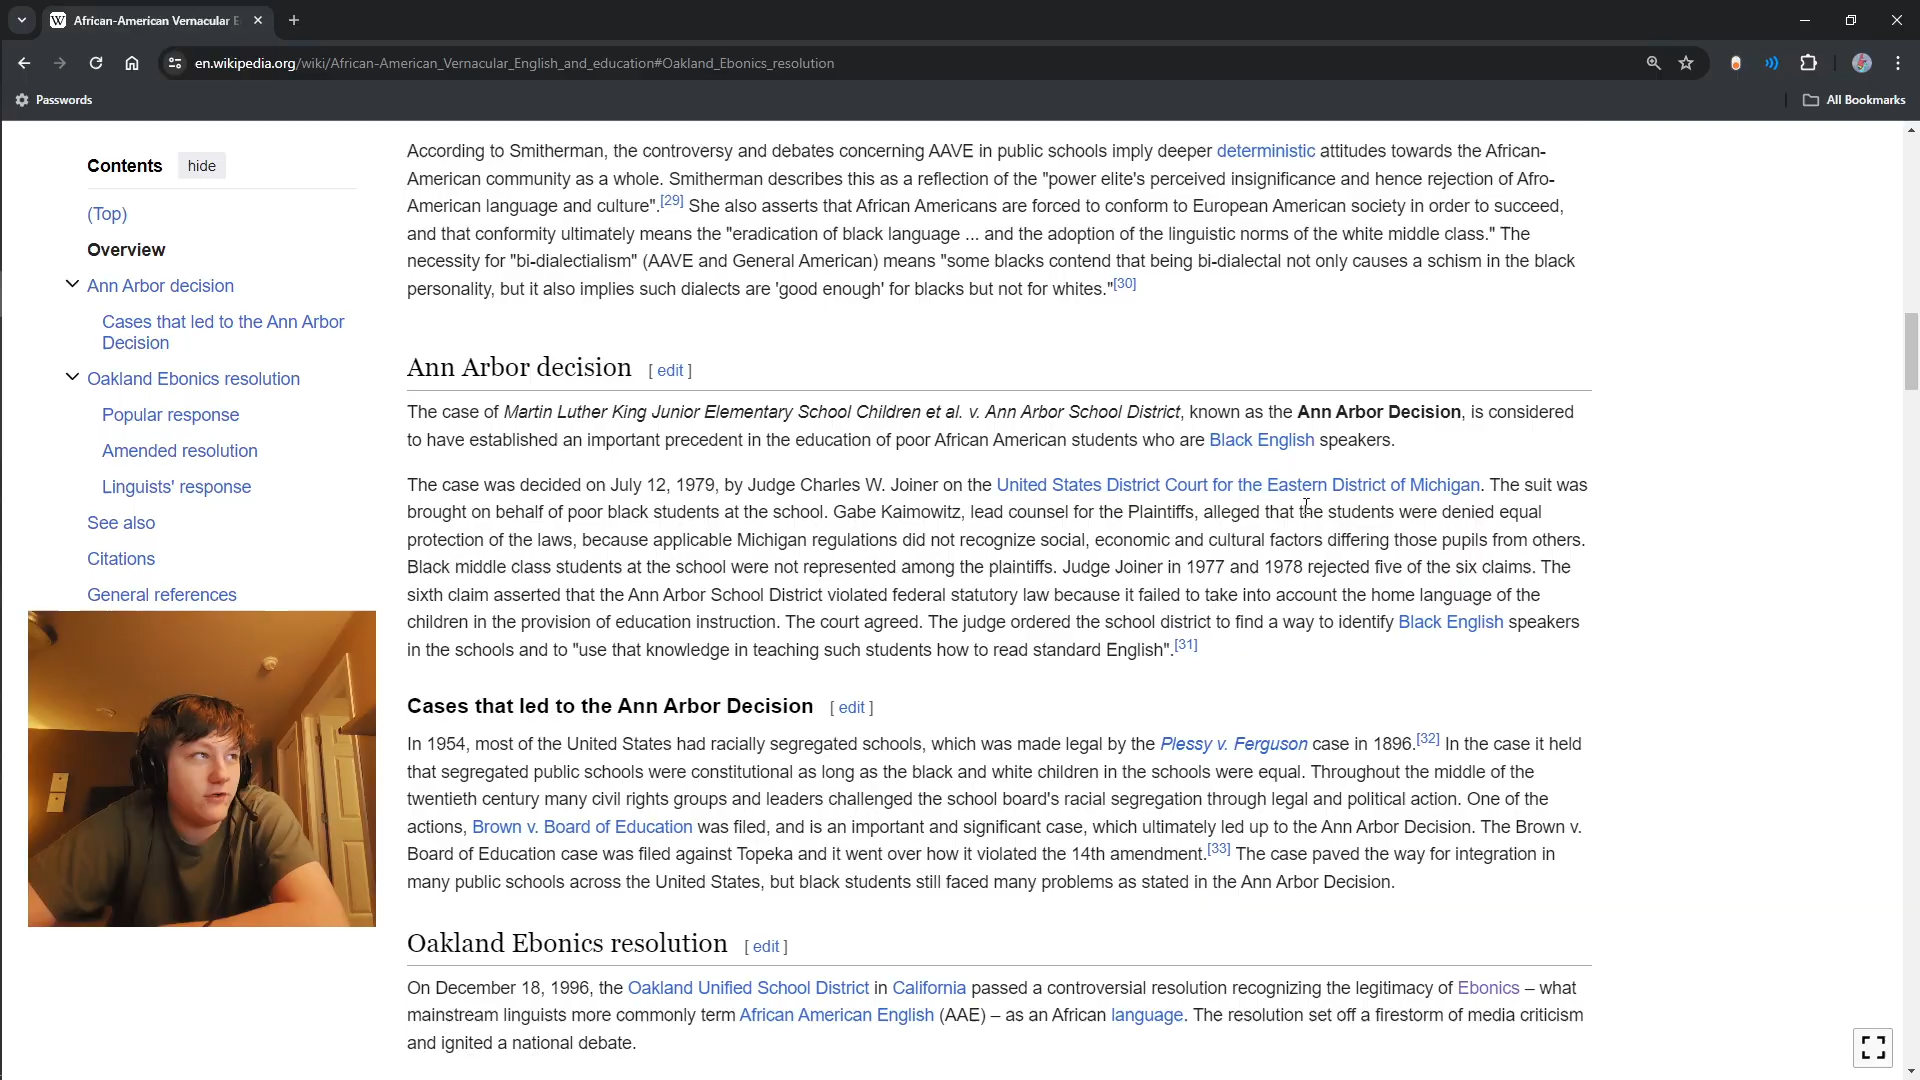 African-American Vernacular E
en.wikipedia.org/wiki/African-American_Vernacular_English_and_education#Oakland_Ebonics_resolution
Passwords
All Bookmarks
Contents hide
(Top)
Overview
Ann Arbor decision
Cases that led to the Ann Arbor
Decision
Oakland Ebonics resolution
Popular response
Amended resolution
Linguists' response
See also
Citations
General references
According to Smitherman, the controversy and debates concerning AAVE in public schools imply deeper deterministic attitudes towards the African-
American community as a whole. Smitherman describes this as a reflection of the "power elite's perceived insignificance and hence rejection of Afro-
American language and culture".[29] She also asserts that African Americans are forced to conform to European American society in order to succeed,
and that conformity ultimately means the "eradication of black language ... and the adoption of the linguistic norms of the white middle class." The
necessity for "bi-dialectialism" (AAVE and General American) means "some blacks contend that being bi-dialectal not only causes a schism in the black
personality, but it also implies such dialects are 'good enough' for blacks but not for whites."[30]
Ann Arbor decision [ edit ]
The case of Martin Luther King Junior Elementary School Children et al. v. Ann Arbor School District, known as the Ann Arbor Decision, is considered
to have established an important precedent in the education of poor African American students who are Black English speakers.
The case was decided on July 12, 1979, by Judge Charles W. Joiner on the United States District Court for the Eastern District of Michigan. The suit was
brought on behalf of poor black students at the school. Gabe Kaimowitz, lead counsel for the Plaintiffs, alleged that the students were denied equal
protection of the laws, because applicable Michigan regulations did not recognize social, economic and cultural factors differing those pupils from others.
Black middle class students at the school were not represented among the plaintiffs. Judge Joiner in 1977 and 1978 rejected five of the six claims. The
sixth claim asserted that the Ann Arbor School District violated federal statutory law because it failed to take into account the home language of the
children in the provision of education instruction. The court agreed. The judge ordered the school district to find a way to identify Black English speakers
in the schools and to "use that knowledge in teaching such students how to read standard English".[31]
Cases that led to the Ann Arbor Decision [ edit ]
In 1954, most of the United States had racially segregated schools, which was made legal by the Plessy v. Ferguson case in 1896.[32] In the case it held
that segregated public schools were constitutional as long as the black and white children in the schools were equal. Throughout the middle of the
twentieth century many civil rights groups and leaders challenged the school board's racial segregation through legal and political action. One of the
actions, Brown v. Board of Education was filed, and is an important and significant case, which ultimately led up to the Ann Arbor Decision. The Brown v.
Board of Education case was filed against Topeka and it went over how it violated the 14th amendment.[33] The case paved the way for integration in
many public schools across the United States, but black students still faced many problems as stated in the Ann Arbor Decision.
Oakland Ebonics resolution [ edit ]
On December 18, 1996, the Oakland Unified School District in California passed a controversial resolution recognizing the legitimacy of Ebonics – what
mainstream linguists more commonly term African American English (AAE) – as an African language. The resolution set off a firestorm of media criticism
and ignited a national debate.